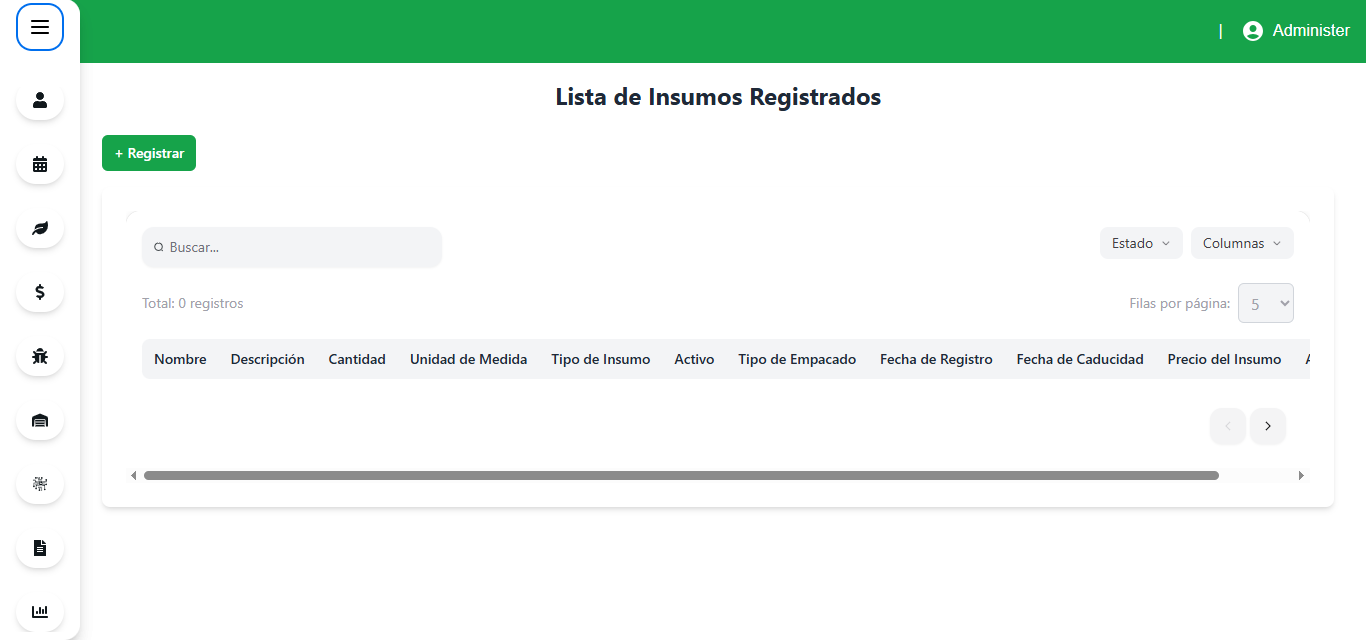 | Administer
Lista de Insumos Registrados
+ Registrar
Buscar...
Estado
Columnas
Total: 0 registros
Filas por página: 5
Nombre Descripción Cantidad Unidad de Medida Tipo de Insumo Activo Tipo de Empacado Fecha de Registro Fecha de Caducidad Precio del Insumo